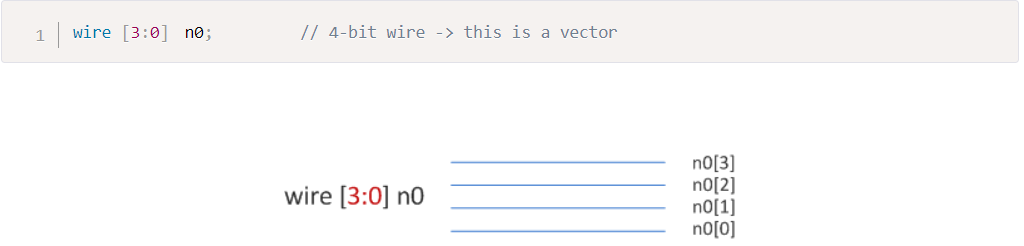 1 wire [3:0] n0; // 4-bit wire -> this is a vector
n0[3]
n0[2]
wire [3:0] n0
n0[1]
n0[0]